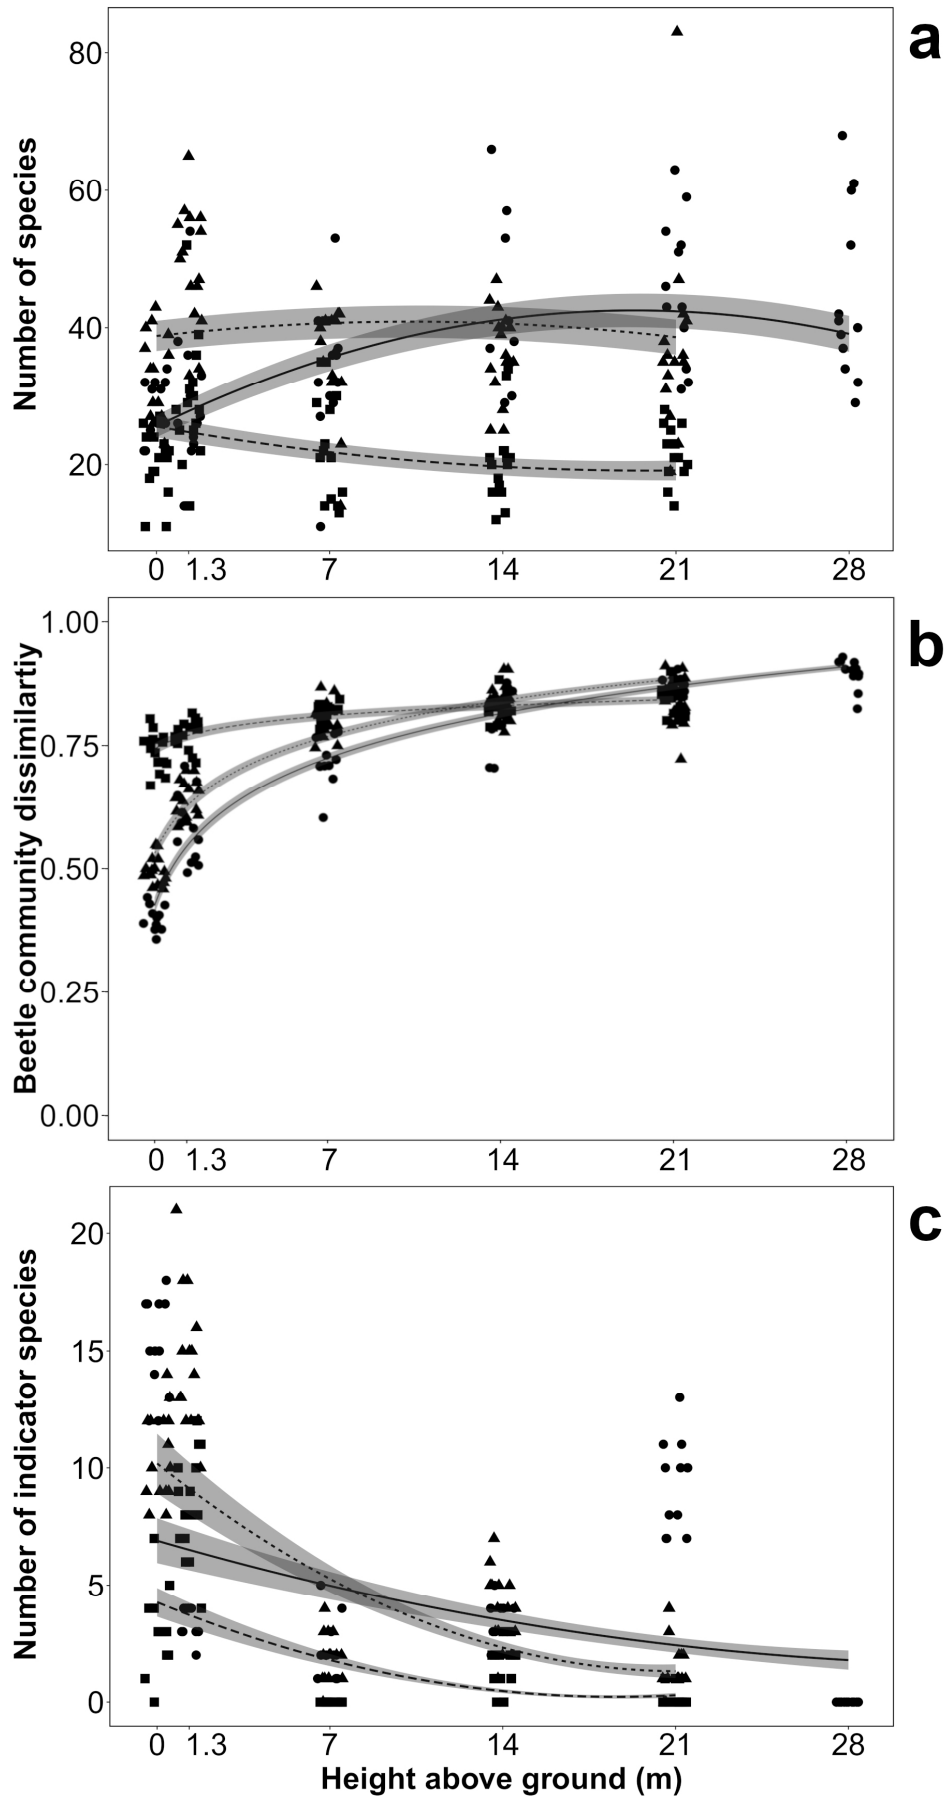 a
80
60
40
20
Number of species
0 1.3 7 14 21 28
b
1.00
0.75
0.50
0.25
0.00
Beetle community dissimilartiy
0 1.3 7 14 21 28
c
20
15
10
5
0
Number of indicator species
0 1.3 7 14 21 28
Height above ground (m)